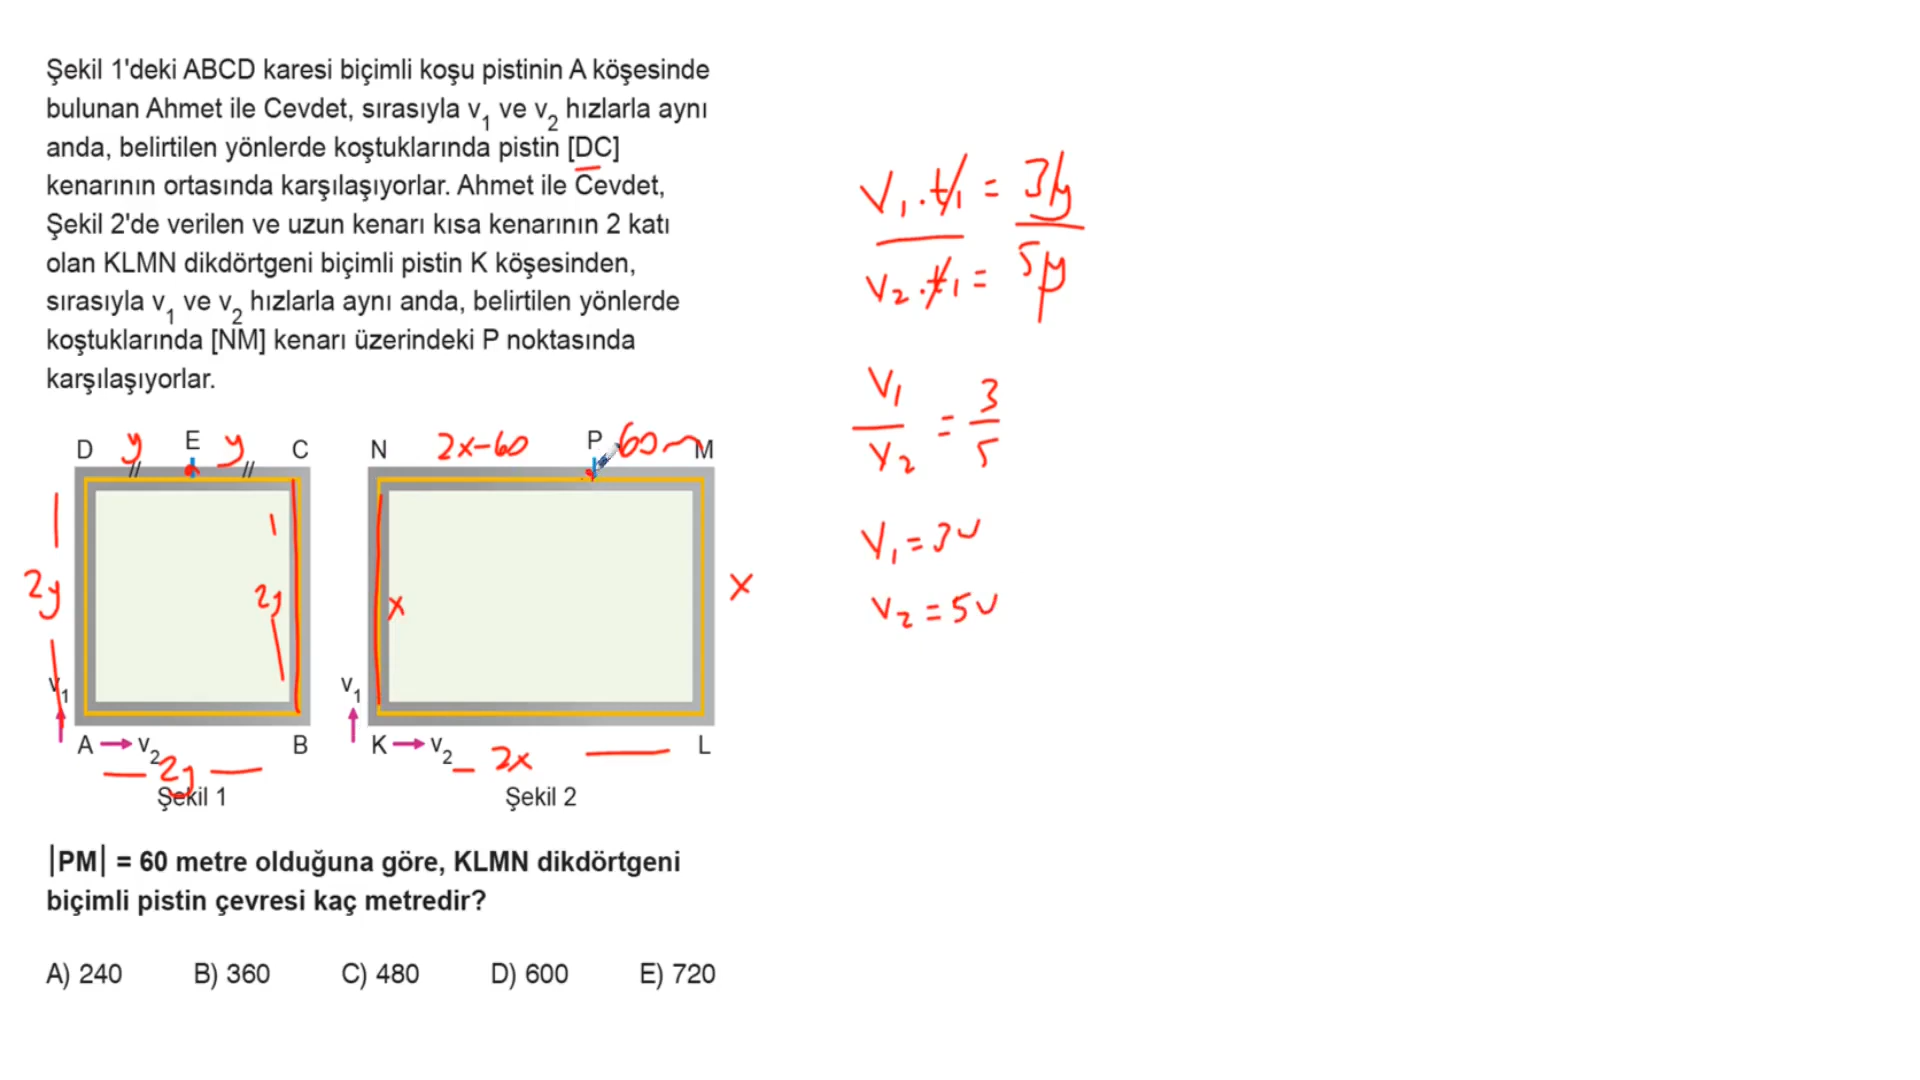 Şekil 1'deki ABCD karesi biçimli koşu pistinin A köşesinde
bulunan Ahmet ile Cevdet, sırasıyla v₁ ve v₂ hızlarla aynı
anda, belirtilen yönlerde koştuklarında pistin [DC]
kenarının ortasında karşılaşıyorlar. Ahmet ile Cevdet,
Şekil 2'de verilen ve uzun kenarı kısa kenarının 2 katı
olan KLMN dikdörtgeni biçimli pistin K köşesinden,
sırasıyla v₁ ve v₂ hızlarla aynı anda, belirtilen yönlerde
koştuklarında [NM] kenarı üzerindeki P noktasında
karşılaşıyorlar.
D y E y C
2y
2y
v₁
A v₂ B
2y
Şekil 1
N 2x-60 P 60 M
x
x
v₁
K v₂ 2x L
Şekil 2
V₁.t₁ = 3y
V₂.t₁ = 5y
V₁ / V₂ = 3 / 5
V₁ = 3v
V₂ = 5v
|PM| = 60 metre olduğuna göre, KLMN dikdörtgeni
biçimli pistin çevresi kaç metredir?
A) 240 B) 360 C) 480 D) 600 E) 720